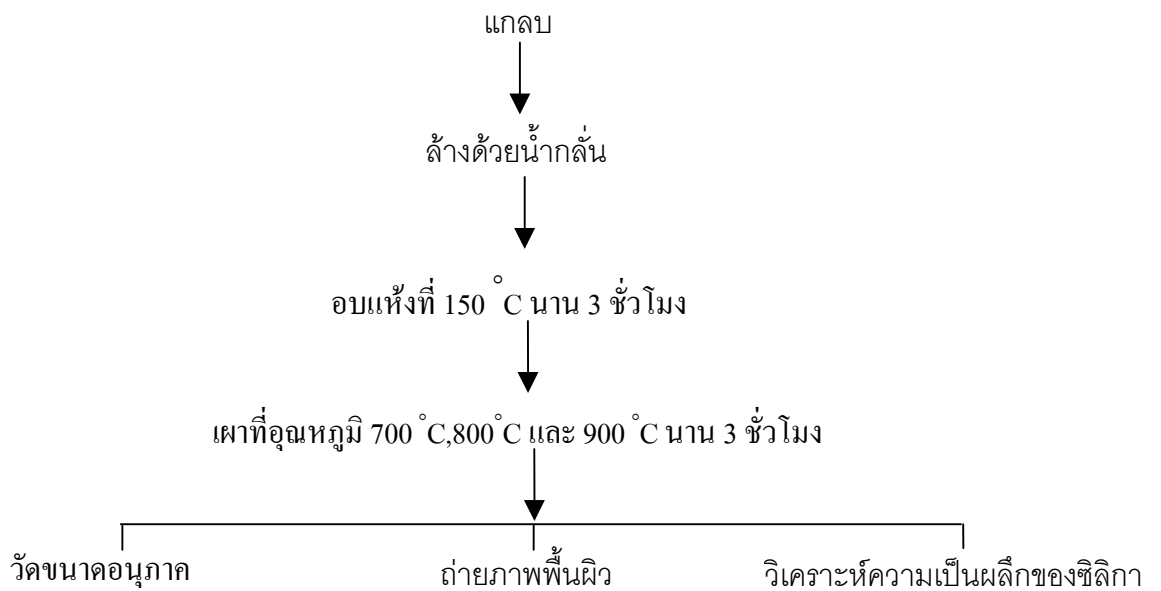 แกลบ
ล้างด้วยน้ำกลั่น
อบแห้งที่ 150 °C นาน 3 ชั่วโมง
เผาที่อุณหภูมิ 700 °C,800°C และ 900 °C นาน 3 ชั่วโมง
วัดขนาดอนุภาค
ถ่ายภาพพื้นผิว
วิเคราะห์ความเป็นผลึกของซิลิกา